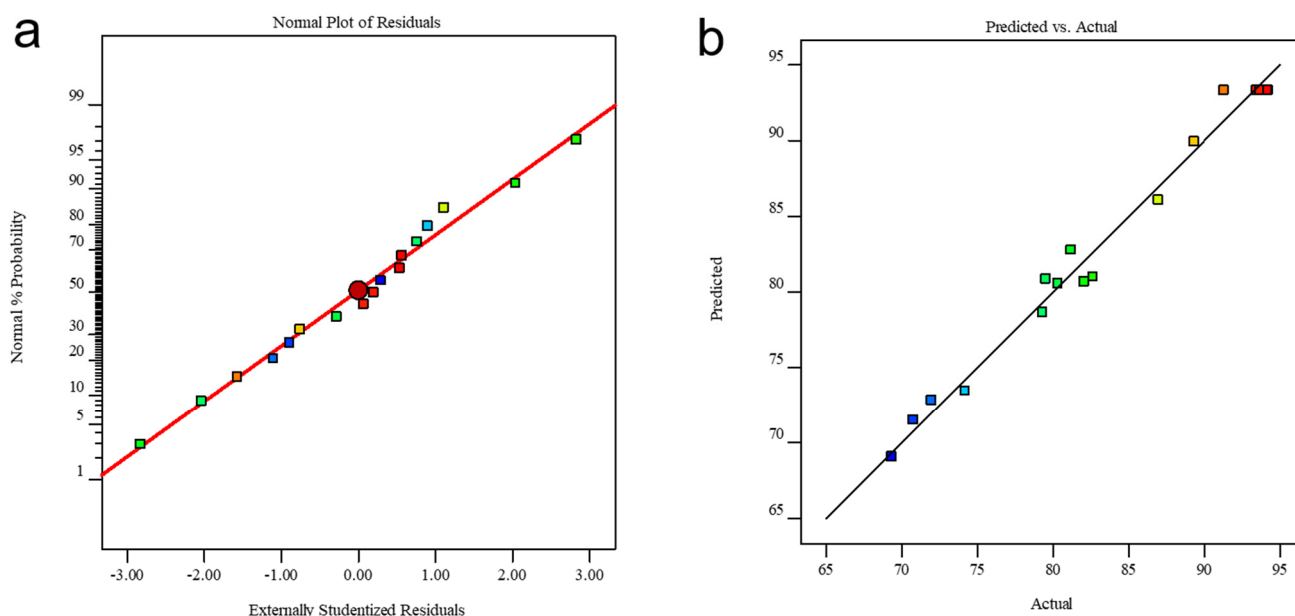 a
Normal Plot of Residuals
Normal % Probability
99
95
90
80
70
50
30
20
10
5
1
-3.00 -2.00 -1.00 0.00 1.00 2.00 3.00
Externally Studentized Residuals
b
Predicted vs. Actual
Predicted
95
90
85
80
75
70
65
65 70 75 80 85 90 95
Actual